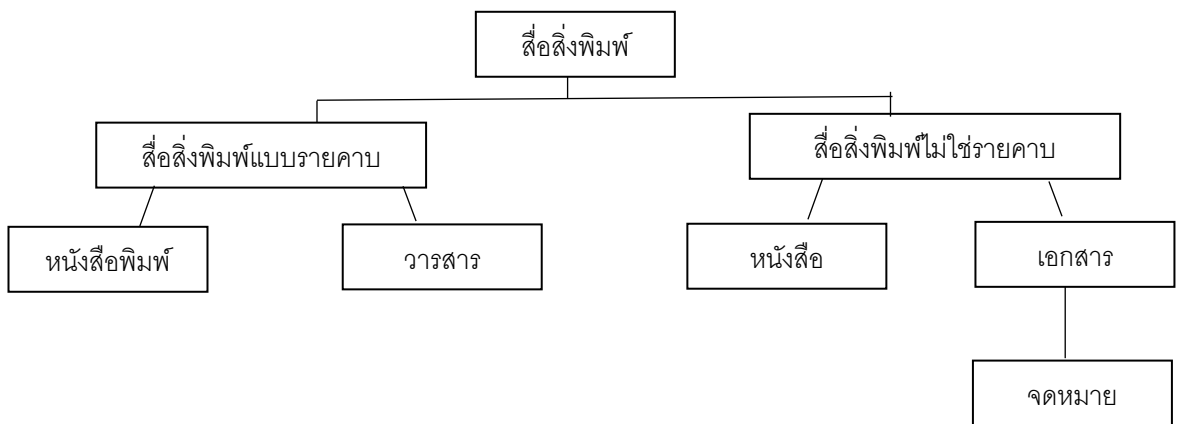 สื่อสิ่งพิมพ์
สื่อสิ่งพิมพ์แบบรายคาบ
สื่อสิ่งพิมพ์ไม่ใช่รายคาบ
หนังสือพิมพ์
วารสาร
หนังสือ
เอกสาร
จดหมาย